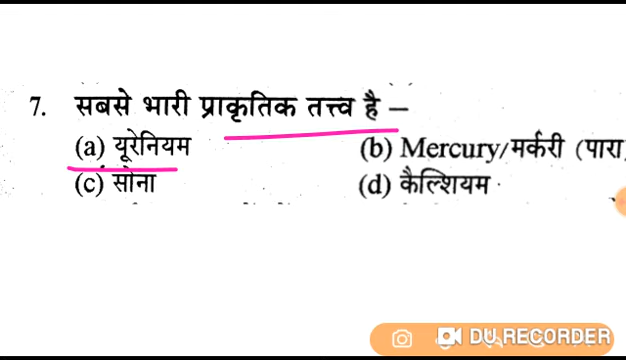 7. सबसे भारी प्राकृतिक तत्त्व है –
(a) यूरेनियम (b) Mercury/मर्करी (पारा
(c) सोना (d) कैल्शियम
DU RECORDER